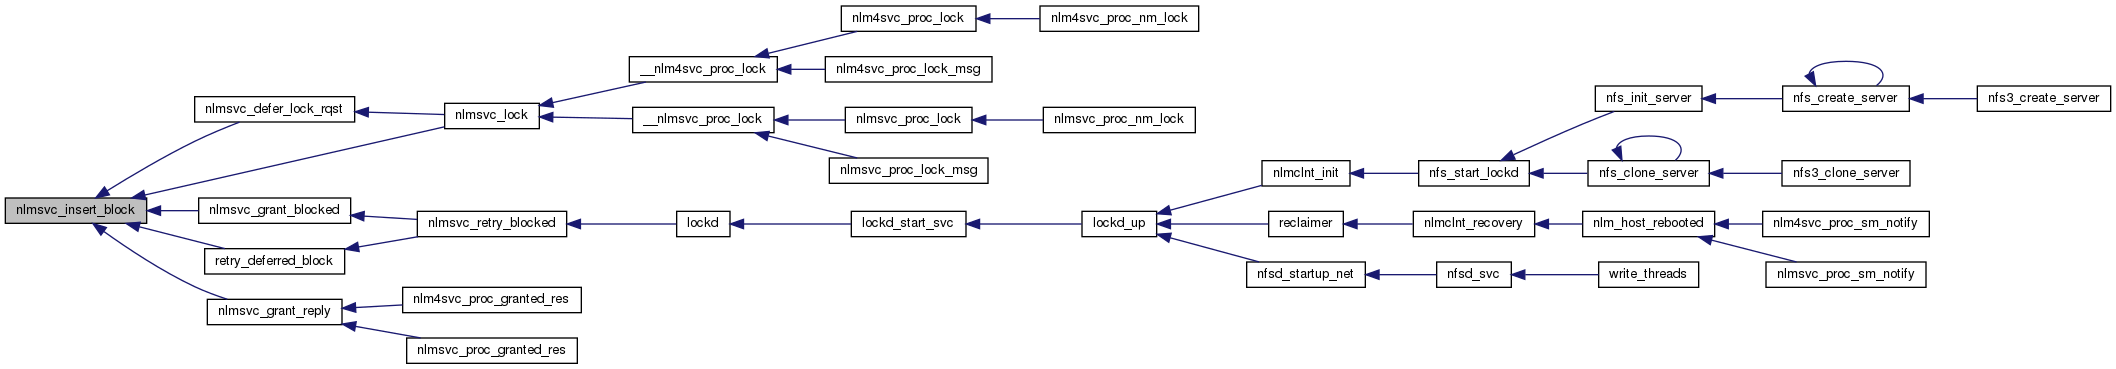 nlm4svc_proc_lock
nlm4svc_proc_nm_lock
__nlm4svc_proc_lock
nlm4svc_proc_lock_msg
nfs_init_server
nfs_create_server
nfs3_create_server
nlmsvc_defer_lock_rqst
nlmsvc_lock
__nlmsvc_proc_lock
nlmsvc_proc_lock
nlmsvc_proc_nm_lock
nlmsvc_proc_lock_msg
nlmclnt_init
nfs_start_lockd
nfs_clone_server
nfs3_clone_server
nlmsvc_insert_block
nlmsvc_grant_blocked
nlmsvc_retry_blocked
lockd
lockd_start_svc
lockd_up
reclaimer
nlmclnt_recovery
nlm_host_rebooted
nlm4svc_proc_sm_notify
retry_deferred_block
nfsd_startup_net
nfsd_svc
write_threads
nlmsvc_proc_sm_notify
nlmsvc_grant_reply
nlm4svc_proc_granted_res
nlmsvc_proc_granted_res